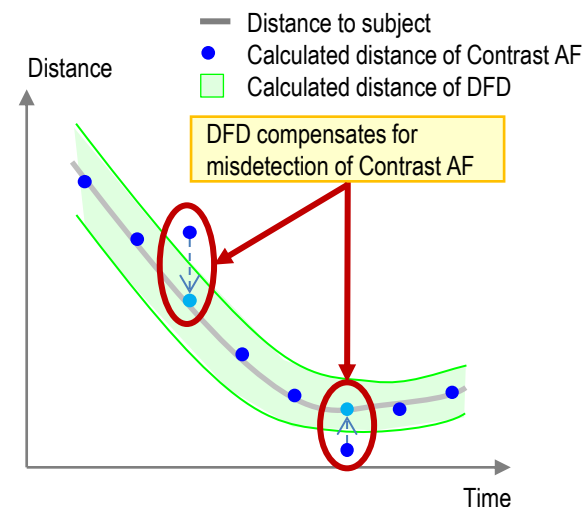 Distance to subject
Calculated distance of Contrast AF
Calculated distance of DFD
Distance
DFD compensates for
misdetection of Contrast AF
Time